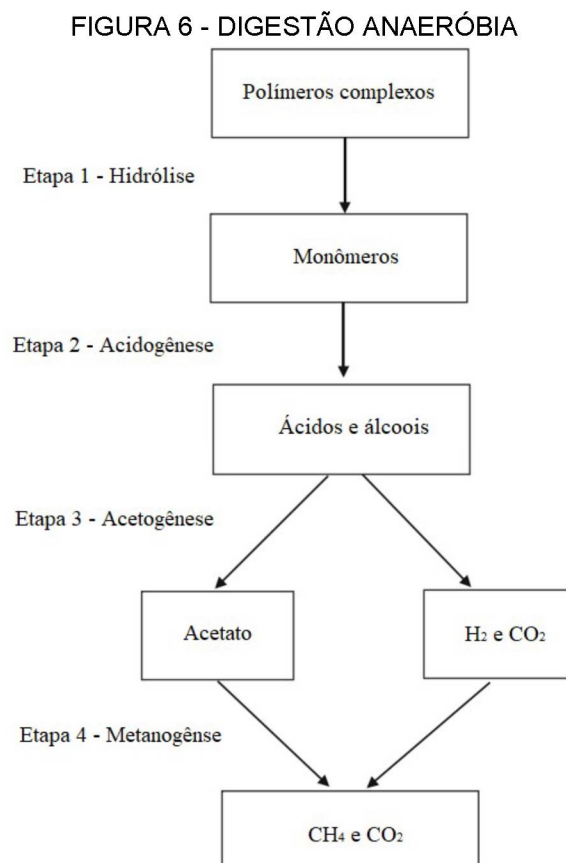 FIGURA 6 - DIGESTÃO ANAERÓBIA
Polímeros complexos
Etapa 1 - Hidrólise
Monômeros
Etapa 2 - Acidogênese
Ácidos e álcoois
Etapa 3 - Acetogênese
Acetato
H₂ e CO₂
Etapa 4 - Metanogênse
CH₄ e CO₂